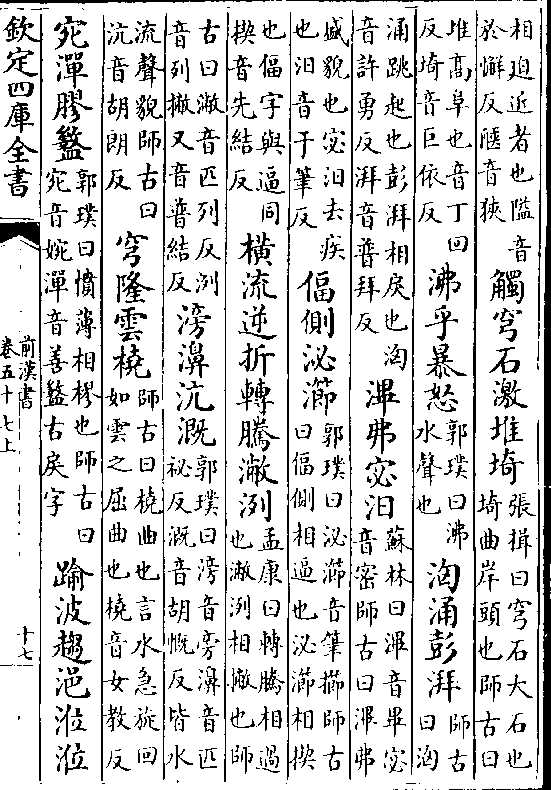 相迫近者也隘音
於懈反陿音狹
觸穹石激堆埼
張揖曰穹石大石也
埼曲岸頭也師古曰
堆高阜也音丁回
反埼音巨依反
沸乎暴怒
郭璞曰沸
水聲也
洶涌彭湃
師古
曰洶
涌跳起也彭湃相戾也洶
音許勇反湃音普拜反
滭弗宓汨
蘇林曰滭音畢宓
音密師古曰滭弗
盛貌也宓汨去疾
也汨音于筆反
偪側泌瀄
郭璞曰泌瀄音筆櫛師古
曰偪側相逼也泌瀄相揳
也偪字與逼同
揳音先結反
橫流逆折轉騰潎洌
孟康曰轉騰相過
也潎洌相撇也師
古曰潎音匹列反洌
音列撇又音普結反
滂濞沆溉
郭璞曰滂音旁濞音匹
祕反溉音胡慨反皆水
流聲貌師古曰
沆音胡朗反
穹隆雲橈
師古曰橈曲也言水急旋回
如雲之屈曲也橈音女教反
宛潬膠盭
郭璞曰憤薄相樛也師古曰
宛音婉潬音善盭古戾字
踰波趨浥涖涖
欽定四庫全書
前漢書
卷五十七上
十七